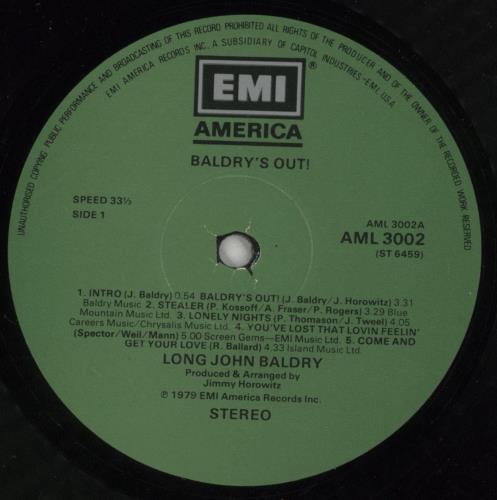 UNAUTHORISED COPYING PUBLIC PERFORMANCE AND BROADCASTING OF THIS RECORD PROHIBITED ALL RIGHTS OF THE PRODUCER AND OF THE OWNER OF THE RECORDED WORK RESERVED
EMI AMERICA RECORDS INC. A SUBSIDIARY OF CAPITOL INDUSTRIES-EMI, USA
EMI®
AMERICA
BALDRY'S OUT!
SPEED 33⅓
SIDE 1
AML 3002A
AML 3002
(ST 6459)
1. INTRO (J. Baldry) 0.54 BALDRY'S OUT! (J. Baldry/J. Horowitz) 3.31
Baldry Music 2. STEALER (P. Kossoff/A. Fraser/P. Rogers) 3.29 Blue
Mountain Music Ltd. 3. LONELY NIGHTS (P. Thomason/J. Tweel) 4.05
Careers Music/Chrysalis Music Ltd. 4. YOU'VE LOST THAT LOVIN FEELIN'
(Spector/Weil/Mann) 5.00 Screen Gems—EMI Music Ltd. 5. COME AND
GET YOUR LOVE (R. Ballard) 4.33 Island Music Ltd.
LONG JOHN BALDRY
Produced & Arranged by
Jimmy Horowitz
℗ 1979 EMI America Records Inc.
STEREO